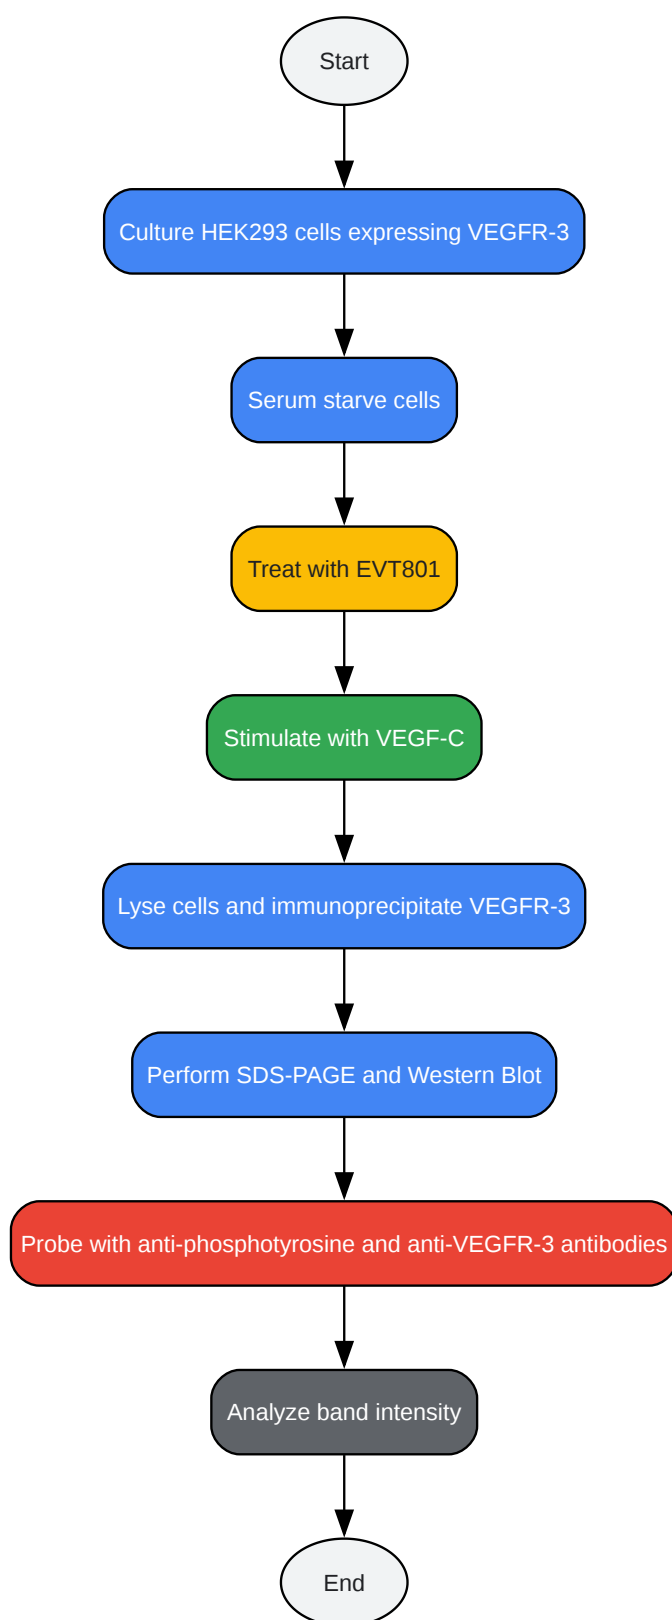 Start
Culture HEK293 cells expressing VEGFR-3
Serum starve cells
Treat with EVT801
Stimulate with VEGF-C
Lyse cells and immunoprecipitate VEGFR-3
Perform SDS-PAGE and Western Blot
Probe with anti-phosphotyrosine and anti-VEGFR-3 antibodies
Analyze band intensity
End